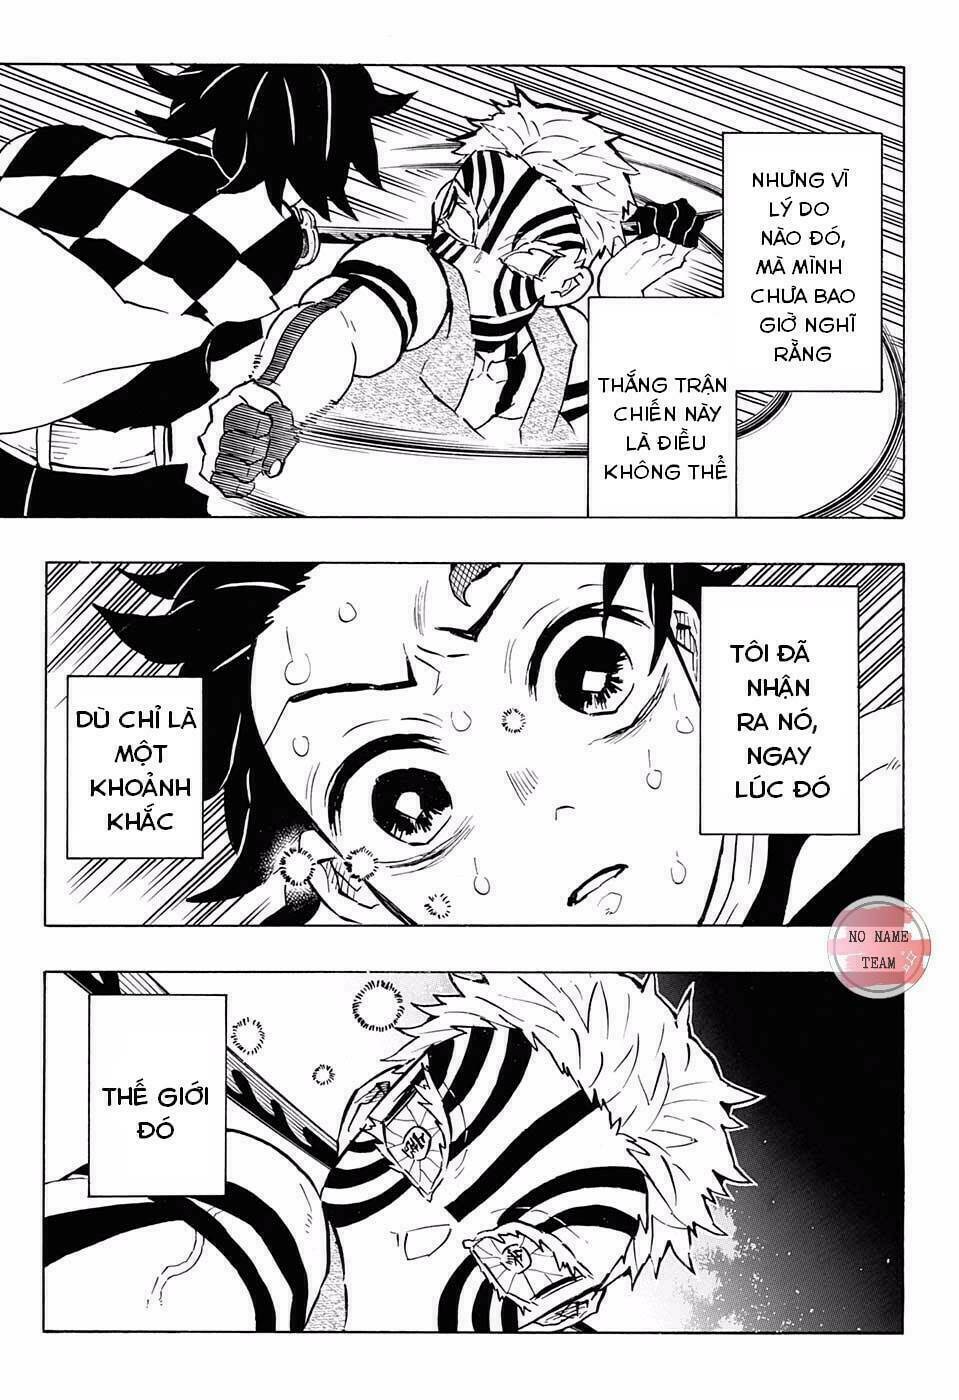 NHƯNG VÌ
LÝ DO
NÀO ĐÓ,
MÀ MÌNH
CHƯA BAO
GIỜ NGHĨ
RẰNG
THẮNG TRẬN
CHIẾN NÀY
LÀ ĐIỀU
KHÔNG THỂ
TÔI ĐÃ
NHẬN
RA NÓ,
NGAY
LÚC ĐÓ
DÙ CHỈ LÀ
MỘT
KHOẢNH
KHẮC
NO NAME
TEAM
THẾ GIỚI
ĐÓ